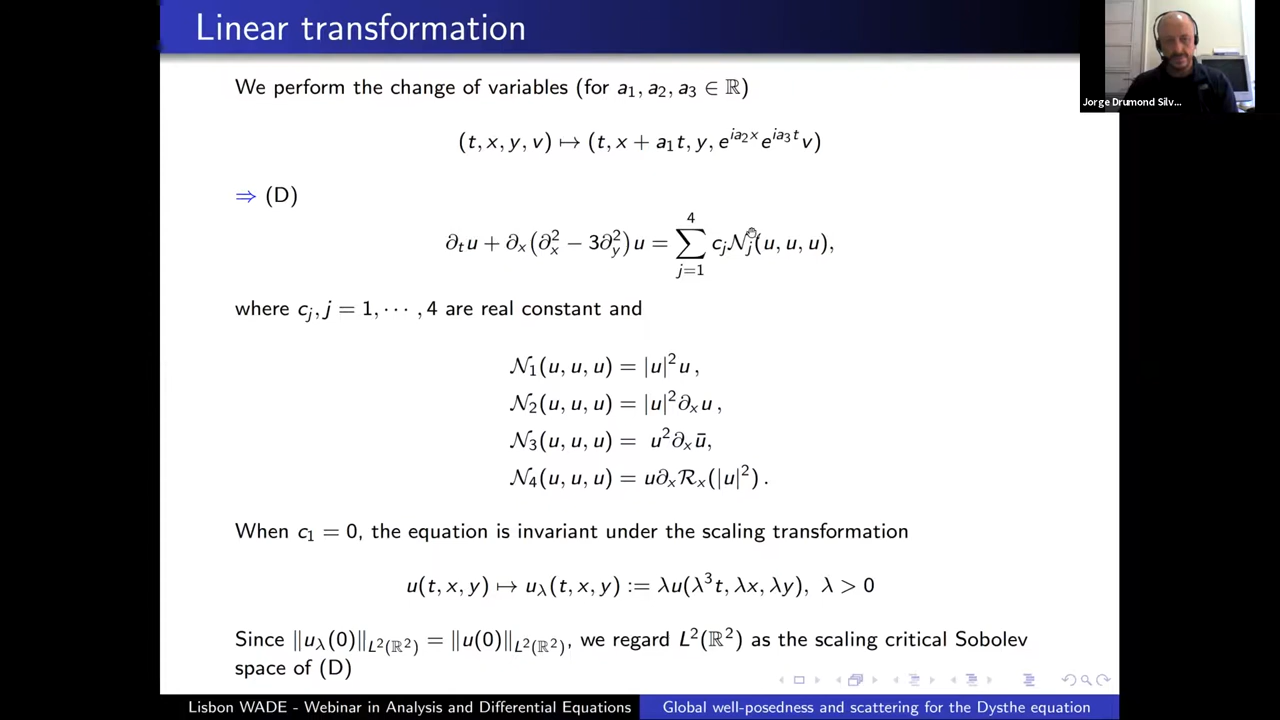 Linear transformation
Jorge Drumond Silv...
We perform the change of variables (for a₁, a₂, a₃ ∈ ℝ)
(t, x, y, v) ↦ (t, x + a₁t, y, e^{ia₂x}e^{ia₃t}v)
⇒ (D)
∂ₜu + ∂ₓ(∂ₓ² − 3∂_y²)u = ∑_{j=1}^{4} cⱼ𝒩ⱼ(u, u, u),
where cⱼ, j = 1, ⋯ , 4 are real constant and
𝒩₁(u, u, u) = |u|²u ,
𝒩₂(u, u, u) = |u|²∂ₓu ,
𝒩₃(u, u, u) = u²∂ₓū,
𝒩₄(u, u, u) = u∂ₓℛₓ(|u|²) .
When c₁ = 0, the equation is invariant under the scaling transformation
u(t, x, y) ↦ u_λ(t, x, y) := λu(λ³t, λx, λy), λ > 0
Since ‖u_λ(0)‖_{L²(ℝ²)} = ‖u(0)‖_{L²(ℝ²)}, we regard L²(ℝ²) as the scaling critical Sobolev
space of (D)
Lisbon WADE - Webinar in Analysis and Differential Equations
Global well-posedness and scattering for the Dysthe equation